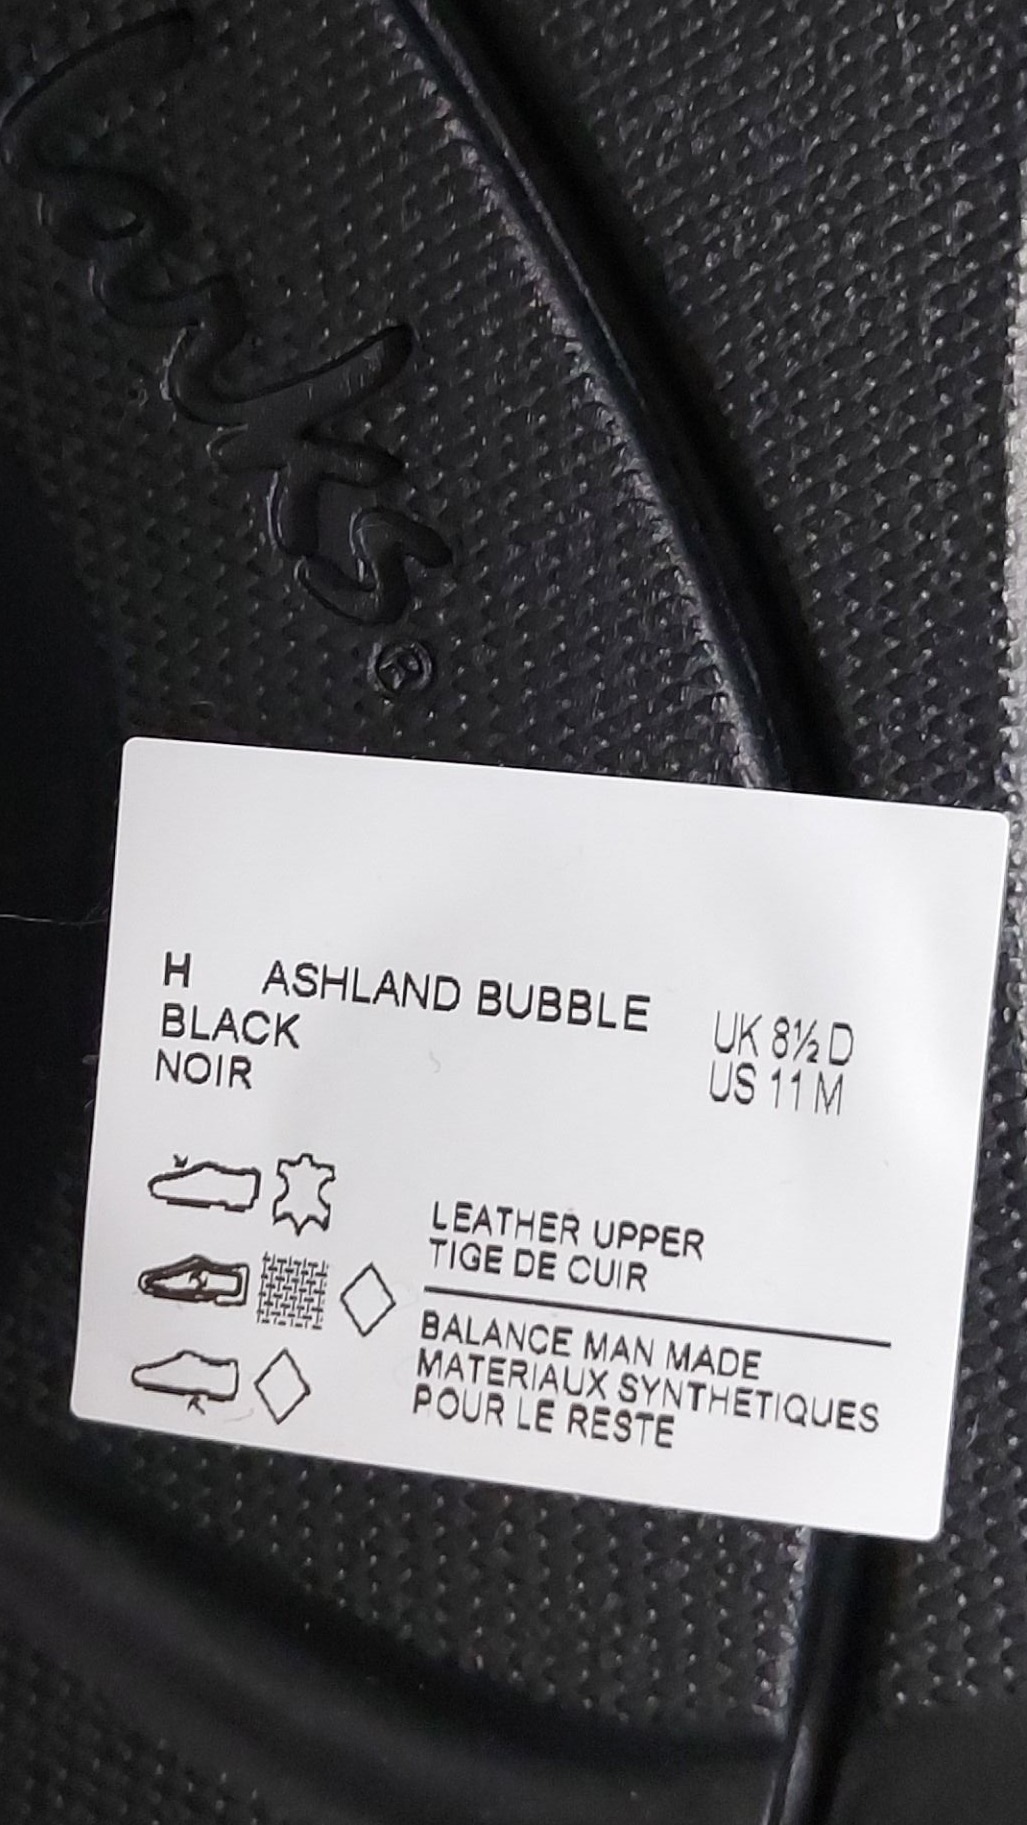 larks®
H ASHLAND BUBBLE
BLACK
NOIR
UK 8½ D
US 11 M
LEATHER UPPER
TIGE DE CUIR
BALANCE MAN MADE
MATERIAUX SYNTHETIQUES
POUR LE RESTE